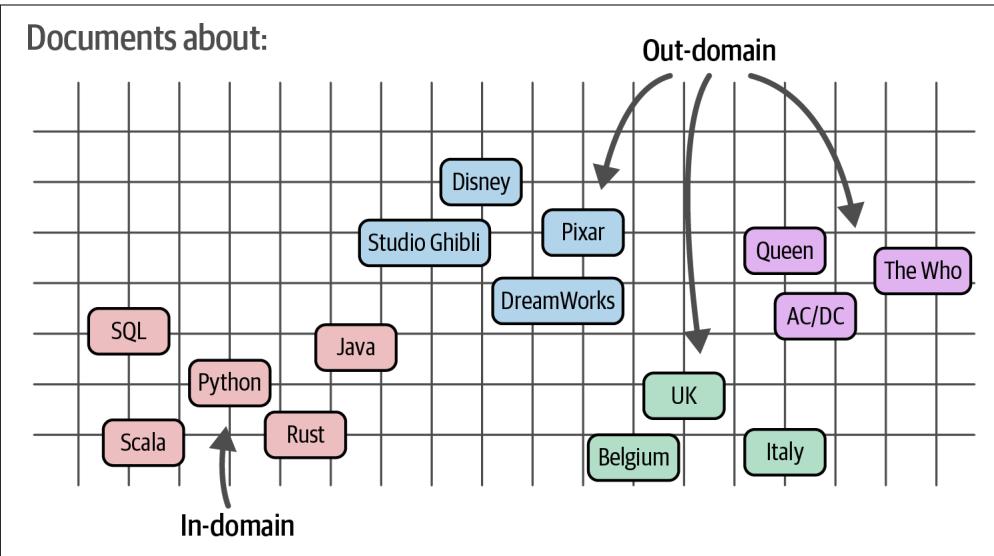 Documents about:
Out-domain
Disney
Studio Ghibli
Pixar
Queen
The Who
DreamWorks
AC/DC
SQL
Java
Python
UK
Scala
Rust
Belgium
Italy
In-domain